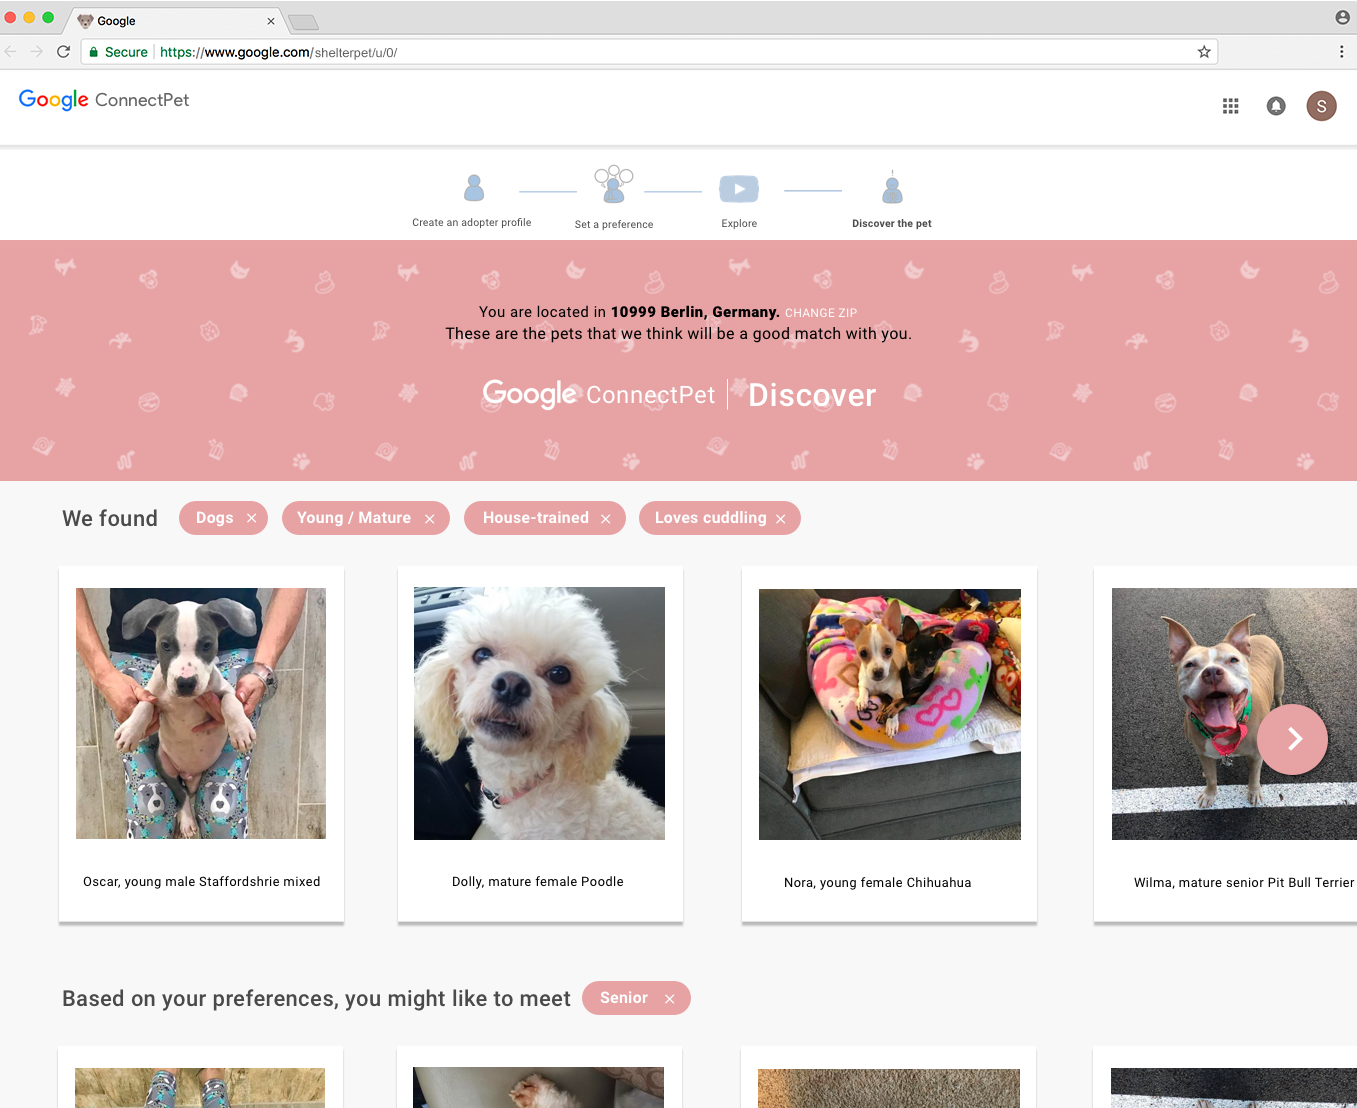 Google
Secure https://www.google.com/shelterpet/u/0/
Google ConnectPet
S
Create an adopter profile
Set a preference
Explore
Discover the pet
You are located in 10999 Berlin, Germany. CHANGE ZIP
These are the pets that we think will be a good match with you.
Google ConnectPet | Discover
We found Dogs Young / Mature House-trained Loves cuddling
Oscar, young male Staffordshrie mixed
Dolly, mature female Poodle
Nora, young female Chihuahua
Wilma, mature senior Pit Bull Terrier
Based on your preferences, you might like to meet Senior